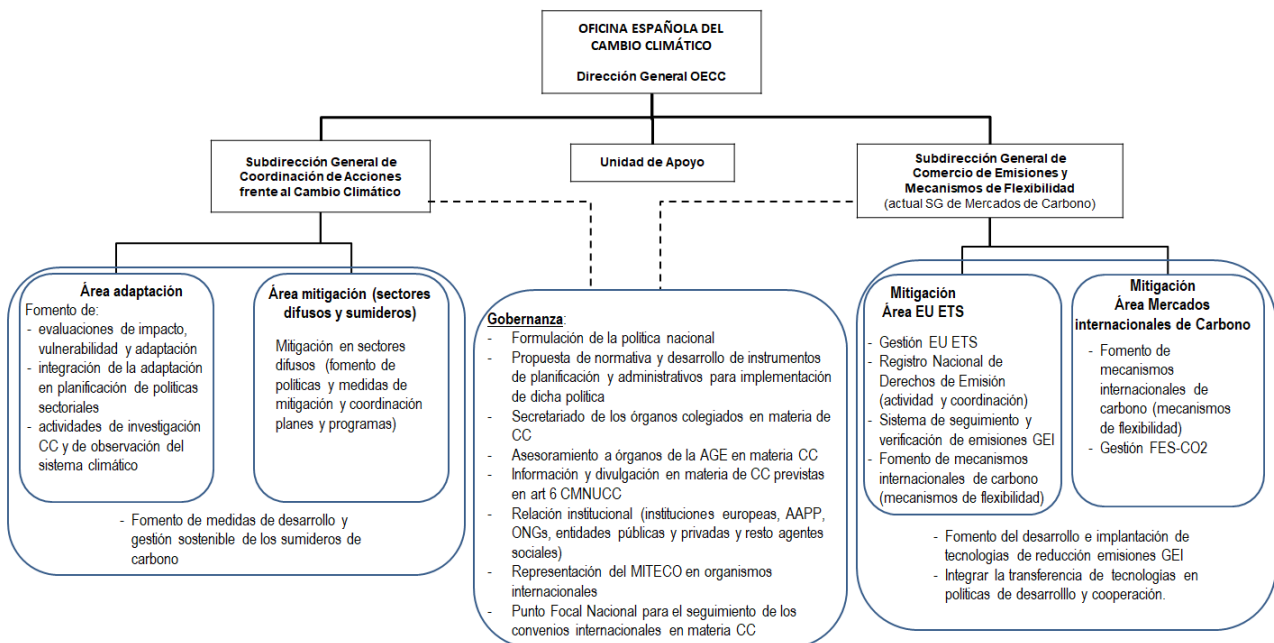 OFICINA ESPAÑOLA DEL
CAMBIO CLIMÁTICO
Dirección General OECC
Subdirección General de
Coordinación de Acciones
frente al Cambio Climático
Unidad de Apoyo
Subdirección General de
Comercio de Emisiones y
Mecanismos de Flexibilidad
(actual SG de Mercados de Carbono)
Área adaptación
Fomento de:
- evaluaciones de impacto,
vulnerabilidad y adaptación
- integración de la adaptación
en planificación de políticas
sectoriales
- actividades de investigación
CC y de observación del
sistema climático
Área mitigación (sectores
difusos y sumideros)
Mitigación en sectores
difusos (fomento de
políticas y medidas de
mitigación y coordinación
planes y programas)
- Fomento de medidas de desarrollo y
gestión sostenible de los sumideros de
carbono
Gobernanza:
- Formulación de la política nacional
- Propuesta de normativa y desarrollo de instrumentos
de planificación y administrativos para implementación
de dicha política
- Secretariado de los órganos colegiados en materia de
CC
- Asesoramiento a órganos de la AGE en materia CC
- Información y divulgación en materia de CC previstas
en art 6 CMNUCC
- Relación institucional (instituciones europeas, AAPP,
ONGs, entidades públicas y privadas y resto agentes
sociales)
- Representación del MITECO en organismos
internacionales
- Punto Focal Nacional para el seguimiento de los
convenios internacionales en materia CC
Mitigación
Área EU ETS
- Gestión EU ETS
- Registro Nacional de
Derechos de Emisión
(actividad y coordinación)
- Sistema de seguimiento y
verificación de emisiones GEI
- Fomento de mecanismos
internacionales de carbono
(mecanismos de flexibilidad)
Mitigación
Área Mercados
internacionales de Carbono
- Fomento de
mecanismos
internacionales de
carbono (mecanismos
de flexibilidad)
- Gestión FES-CO2
- Fomento del desarrollo e implantación de
tecnologías de reducción emisiones GEI
- Integrar la transferencia de tecnologías en
políticas de desarrolllo y cooperación.